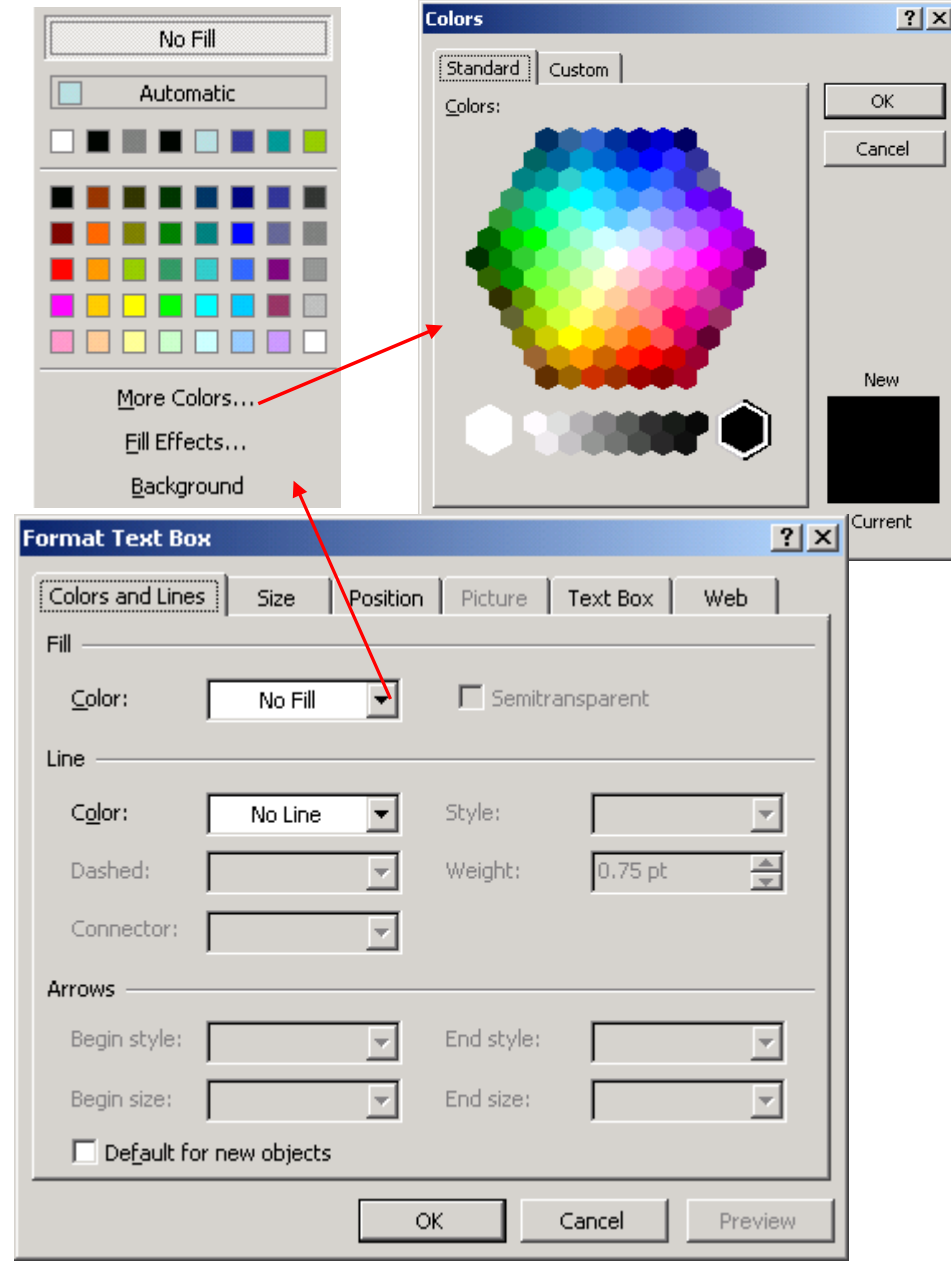 No Fill
Automatic
More Colors...
Fill Effects...
Background
Colors
Standard Custom
Colors:
OK
Cancel
New
Current
Format Text Box
Colors and Lines Size Position Picture Text Box Web
Fill
Color: No Fill Semitransparent
Line
Color: No Line Style:
Dashed: Weight: 0.75 pt
Connector:
Arrows
Begin style: End style:
Begin size: End size:
Default for new objects
OK Cancel Preview